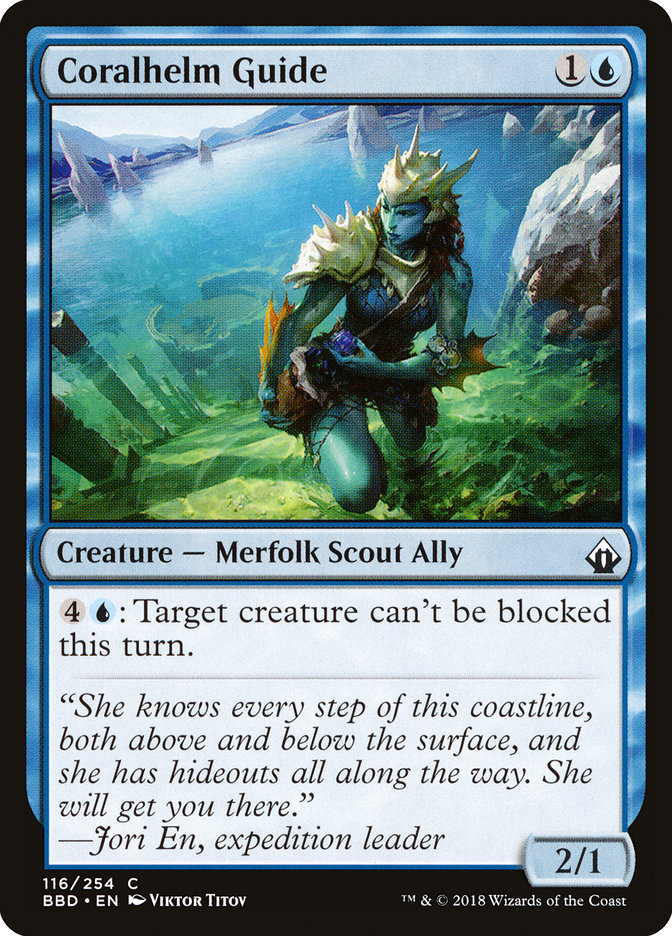 Coralhelm Guide 1
Creature — Merfolk Scout Ally
4 : Target creature can't be blocked
this turn.
“She knows every step of this coastline,
both above and below the surface, and
she has hideouts all along the way. She
will get you there.”
—Jori En, expedition leader
2/1
116/254 C
BBD • EN Viktor Titov
™ & © 2018 Wizards of the Coast